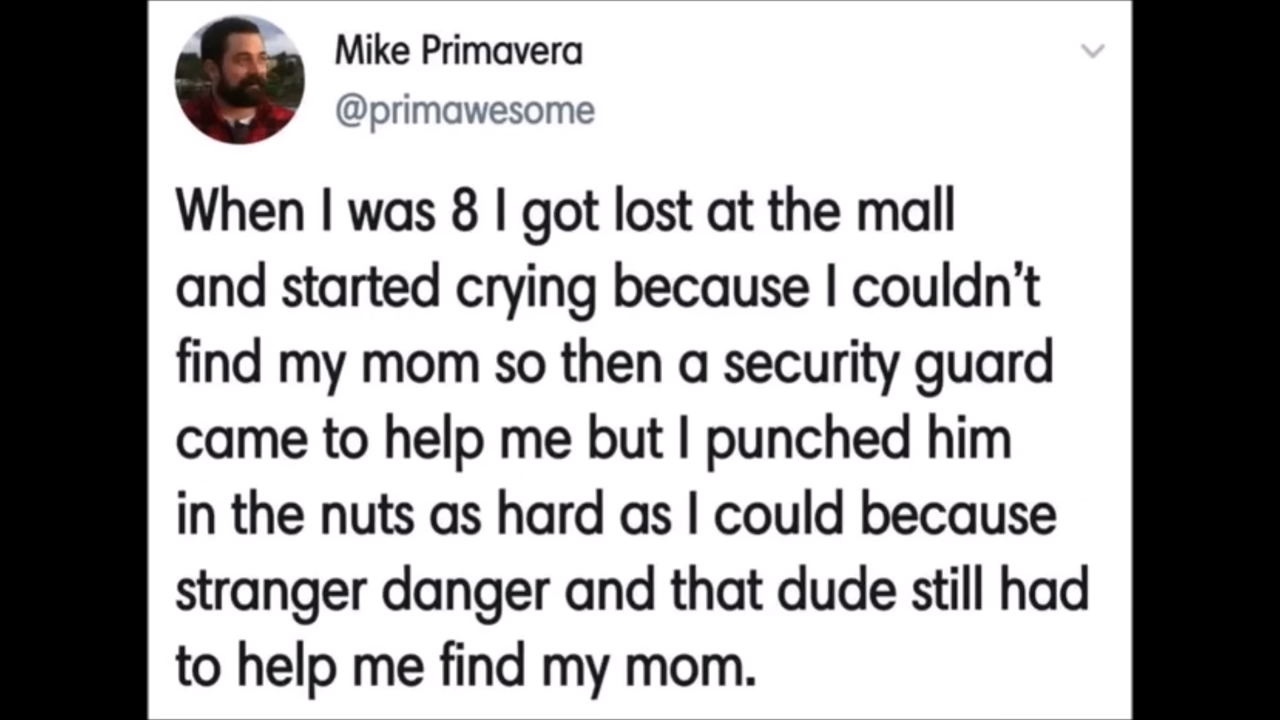 Mike Primavera
@primawesome
When I was 8 I got lost at the mall
and started crying because I couldn’t
find my mom so then a security guard
came to help me but I punched him
in the nuts as hard as I could because
stranger danger and that dude still had
to help me find my mom.